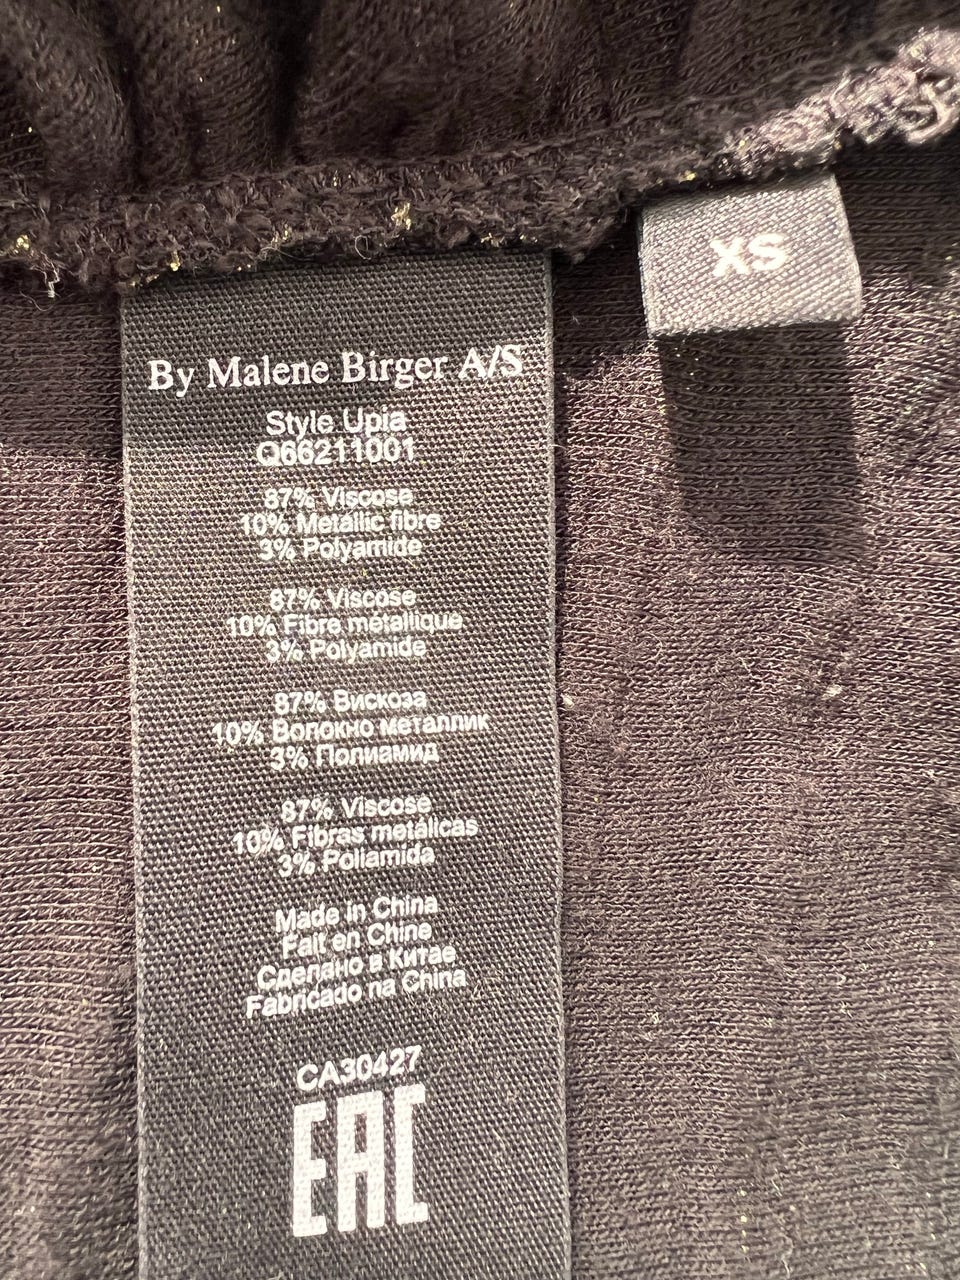 XS
By Malene Birger A/S
Style Upia
Q66211001
87% Viscose
10% Metallic fibre
3% Polyamide
87% Viscose
10% Fibre métallique
3% Polyamide
87% Вискоза
10% Волокно металлик
3% Полиамид
87% Viscose
10% Fibras metálicas
3% Poliamida
Made in China
Fait en Chine
Сделано в Китае
Fabricado na China
CA30427
EAC